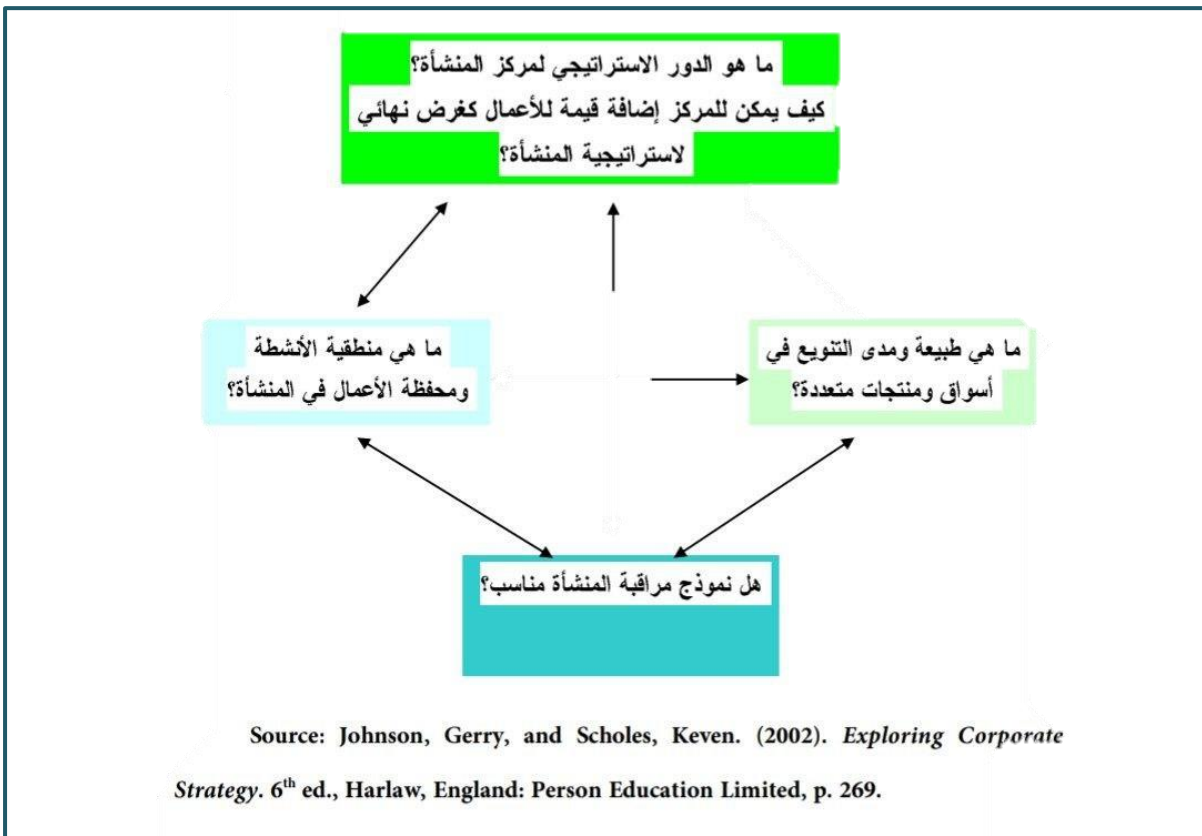 ما هو الدور الاستراتيجي لمركز المنشأة؟
كيف يمكن للمركز إضافة قيمة للأعمال كغرض نهائي
لاستراتيجية المنشأة؟
ما هي طبيعة ومدى التنويع في
أسواق ومنتجات متعددة؟
ما هي منطقية الأنشطة
ومحفظة الأعمال في المنشأة؟
هل نموذج مراقبة المنشأة مناسب؟
Source: Johnson, Gerry, and Scholes, Keven. (2002). Exploring Corporate
Strategy. 6th ed., Harlaw, England: Person Education Limited, p. 269.